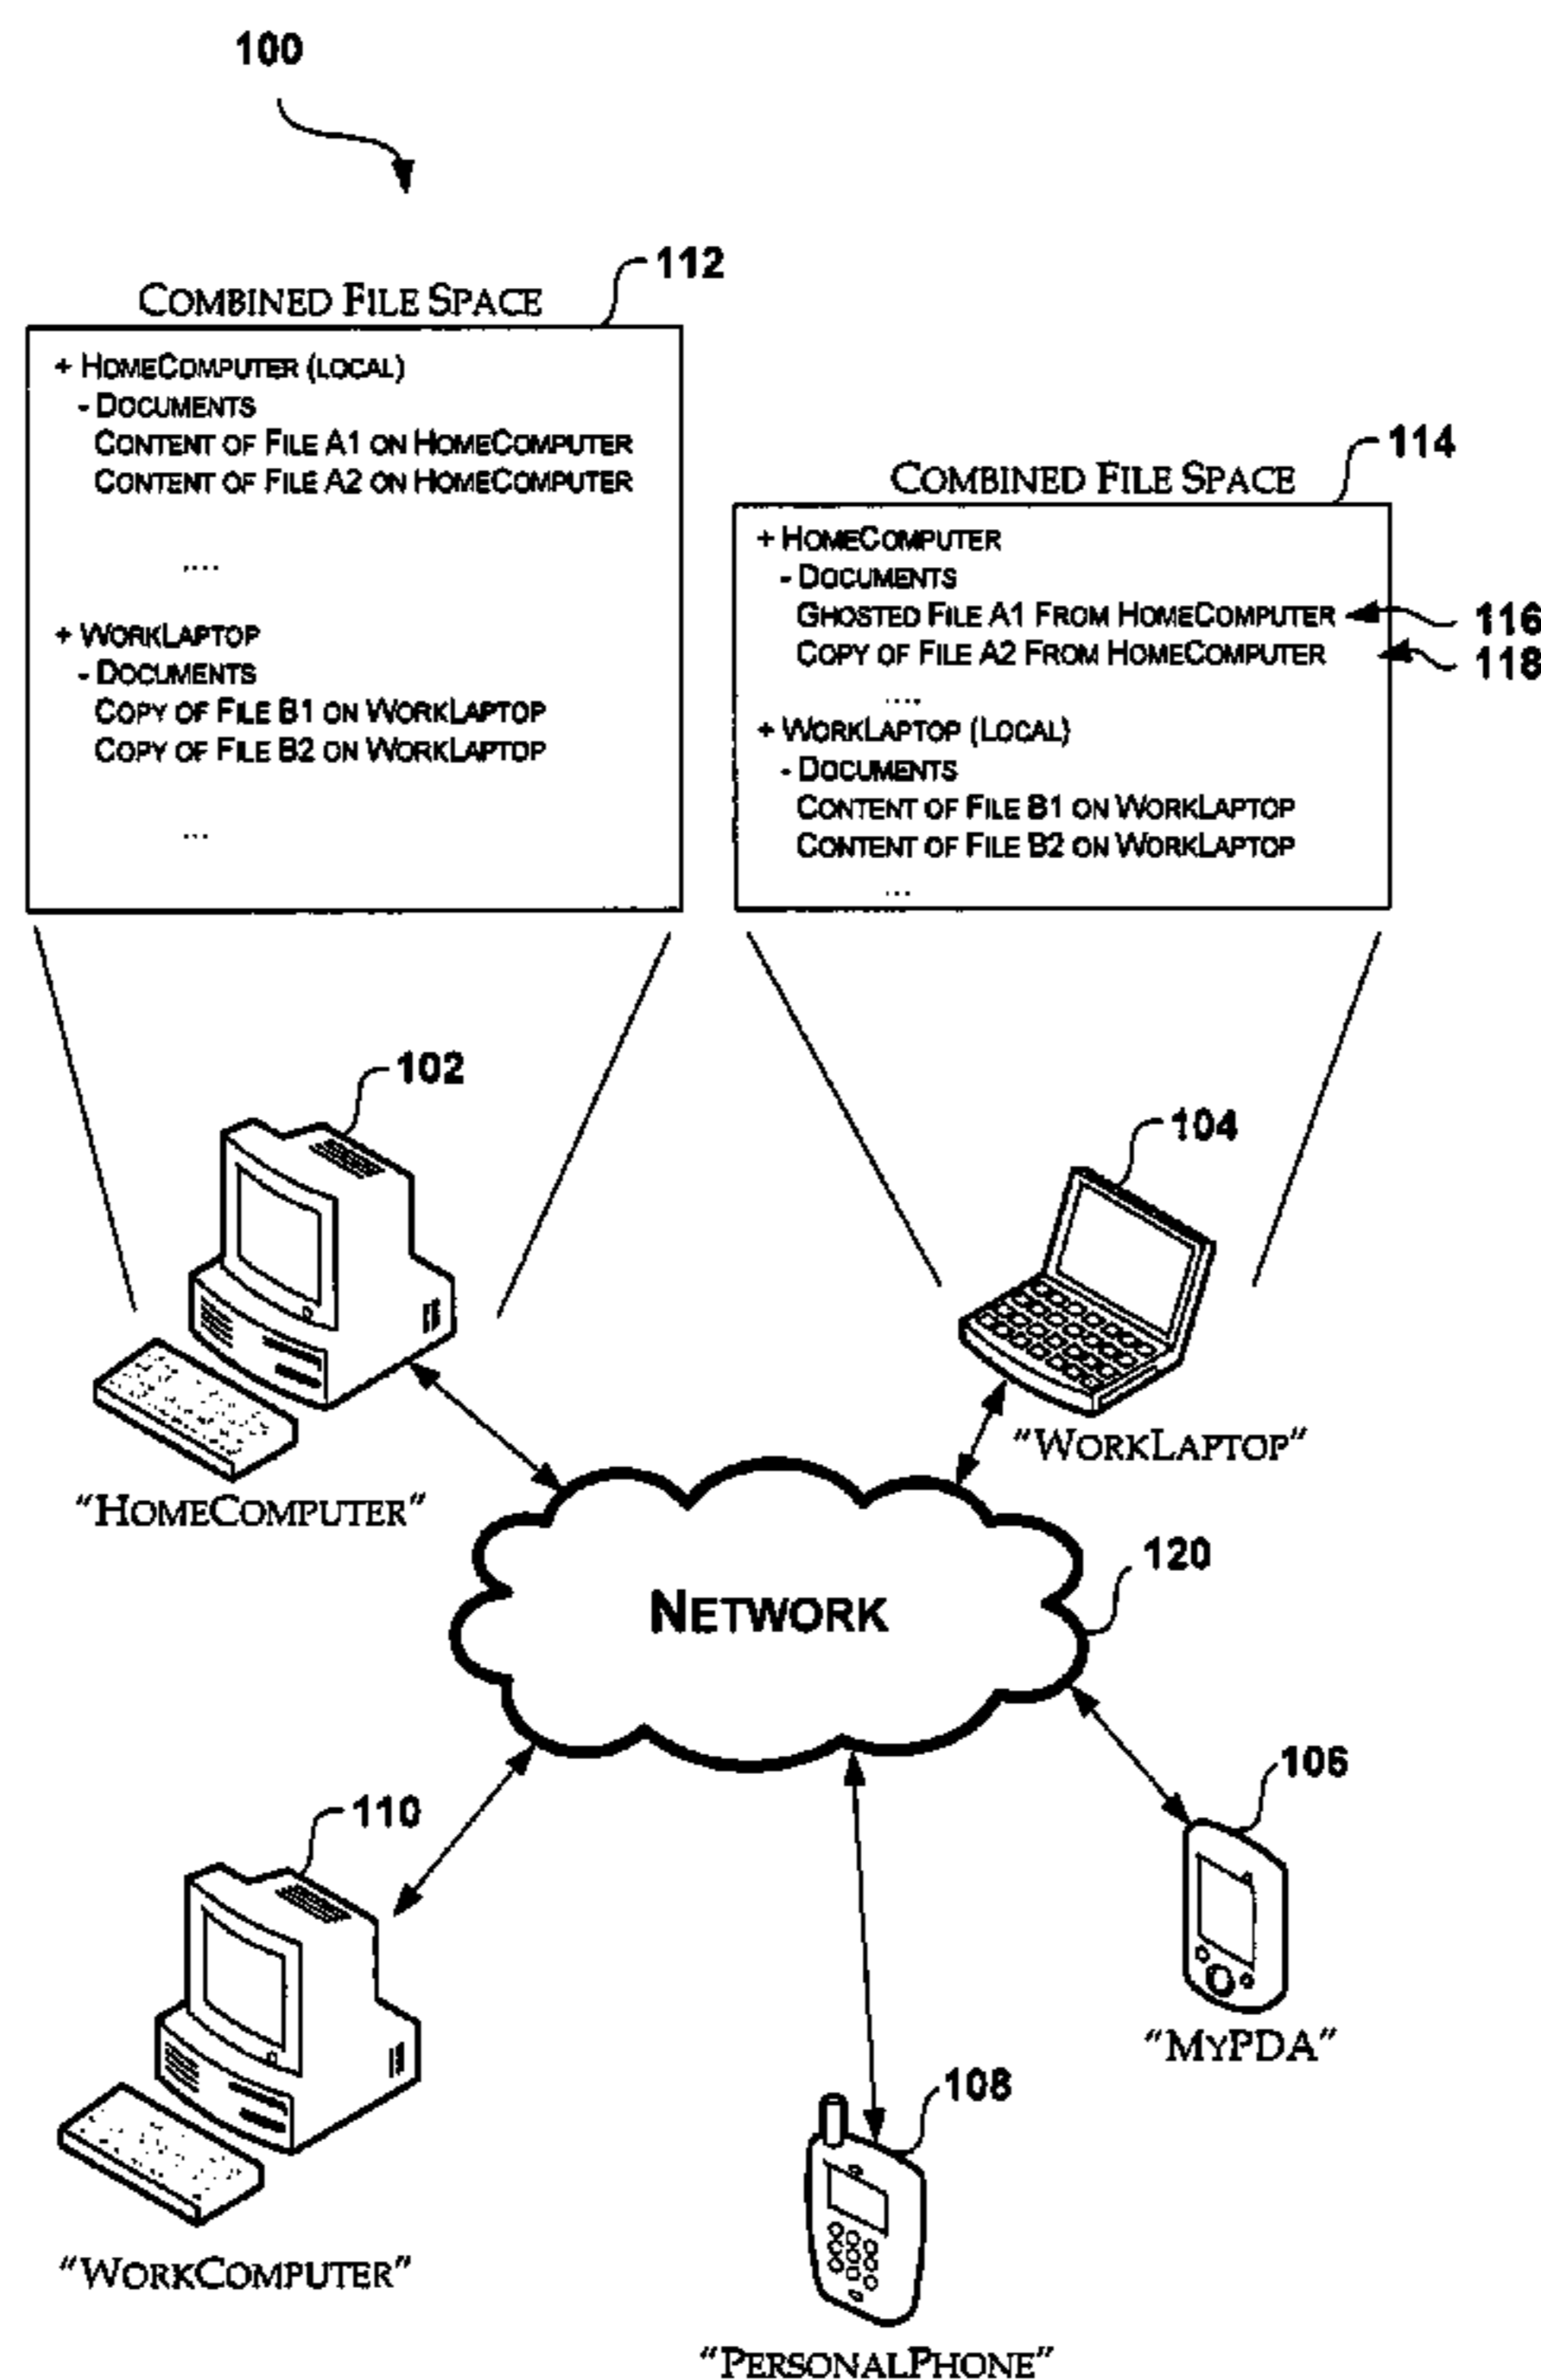 100
112
COMBINED FILE SPACE
+ HOMECOMPUTER (LOCAL)
- DOCUMENTS
CONTENT OF FILE A1 ON HOMECOMPUTER
CONTENT OF FILE A2 ON HOMECOMPUTER
....
+ WORKLAPTOP
- DOCUMENTS
COPY OF FILE B1 ON WORKLAPTOP
COPY OF FILE B2 ON WORKLAPTOP
...
114
COMBINED FILE SPACE
+ HOMECOMPUTER
- DOCUMENTS
GHOSTED FILE A1 FROM HOMECOMPUTER
116
COPY OF FILE A2 FROM HOMECOMPUTER
118
....
+ WORKLAPTOP (LOCAL)
- DOCUMENTS
CONTENT OF FILE B1 ON WORKLAPTOP
CONTENT OF FILE B2 ON WORKLAPTOP
...
102
104
"WORKLAPTOP"
"HOMECOMPUTER"
120
NETWORK
106
110
"MYPDA"
108
"WORKCOMPUTER"
"PERSONALPHONE"